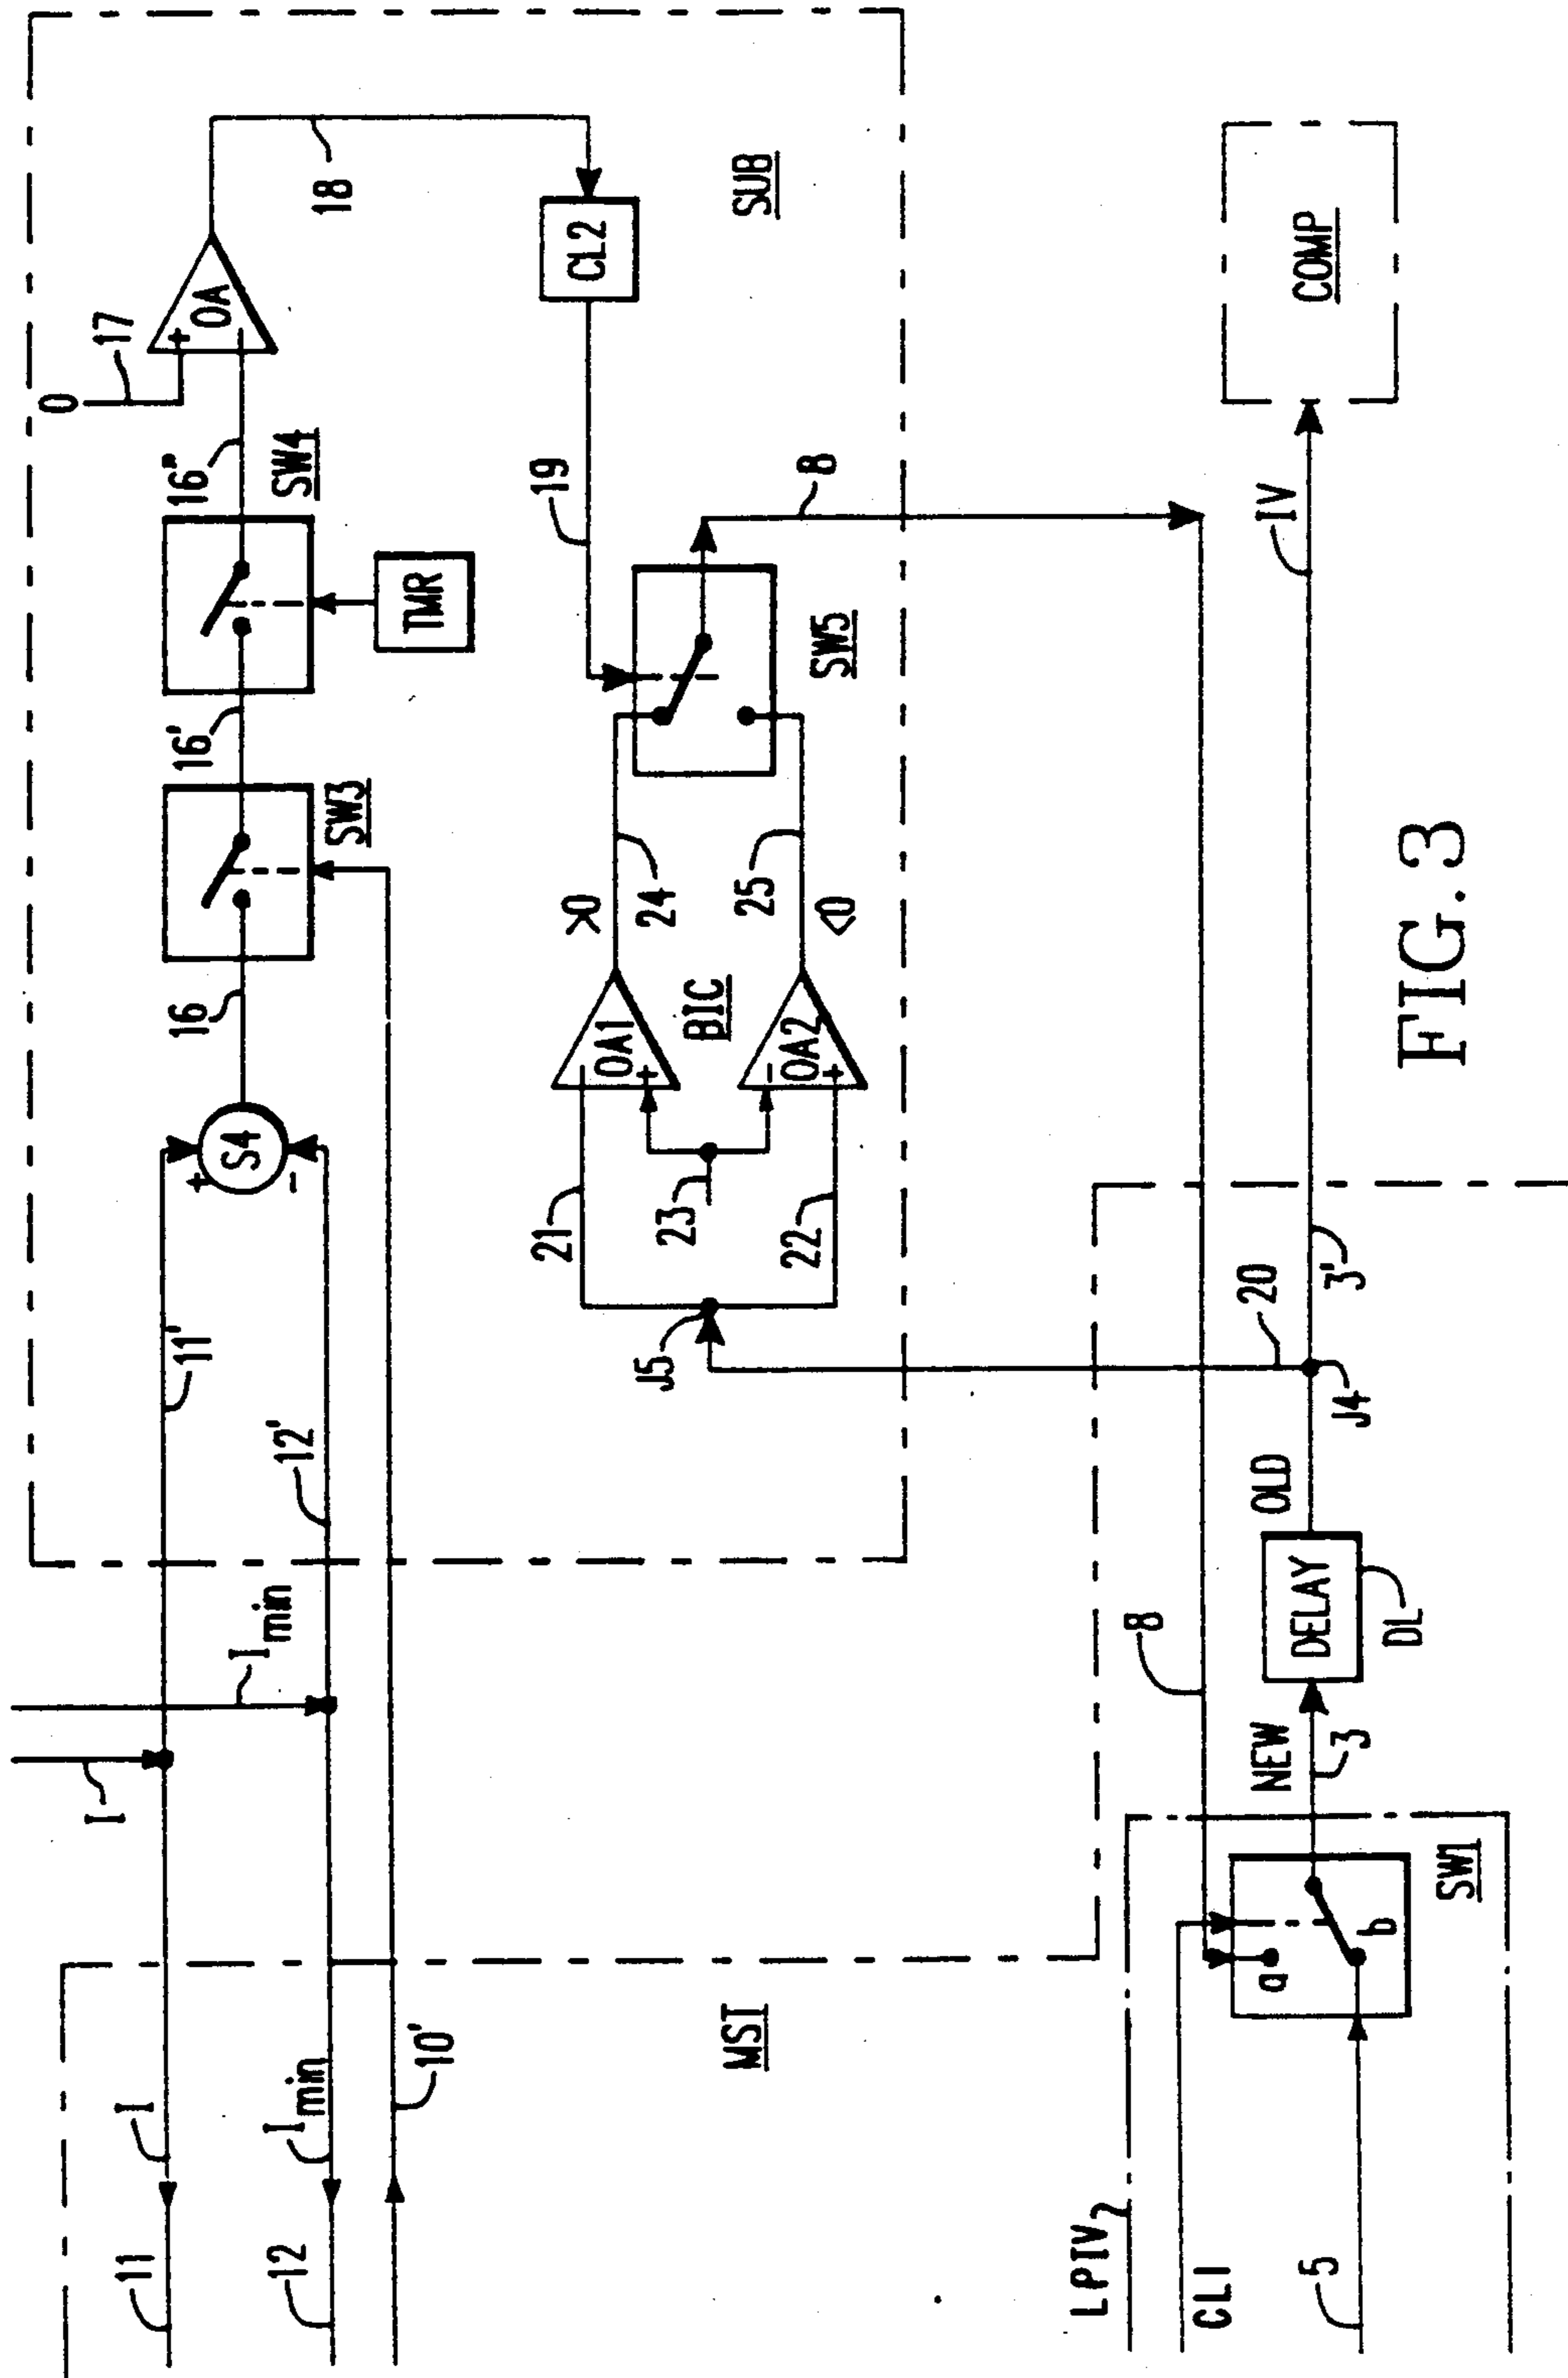 11
I
I
I min
11'
S4
+
-
16
SW3
16'
SW4
16"
TMR
0
17
OA
+
-
18
12
I min
12'
10'
21
OA1
-
+
>0
24
19
CL2
23
BIC
SUB
J5
22
OA2
-
+
25
<0
SW5
8
MST
8
LPTV2
CL1
a
b
5
SW1
NEW
3
DELAY
DL
OLD
20
J4
3'
IV
COMP
FIG. 3